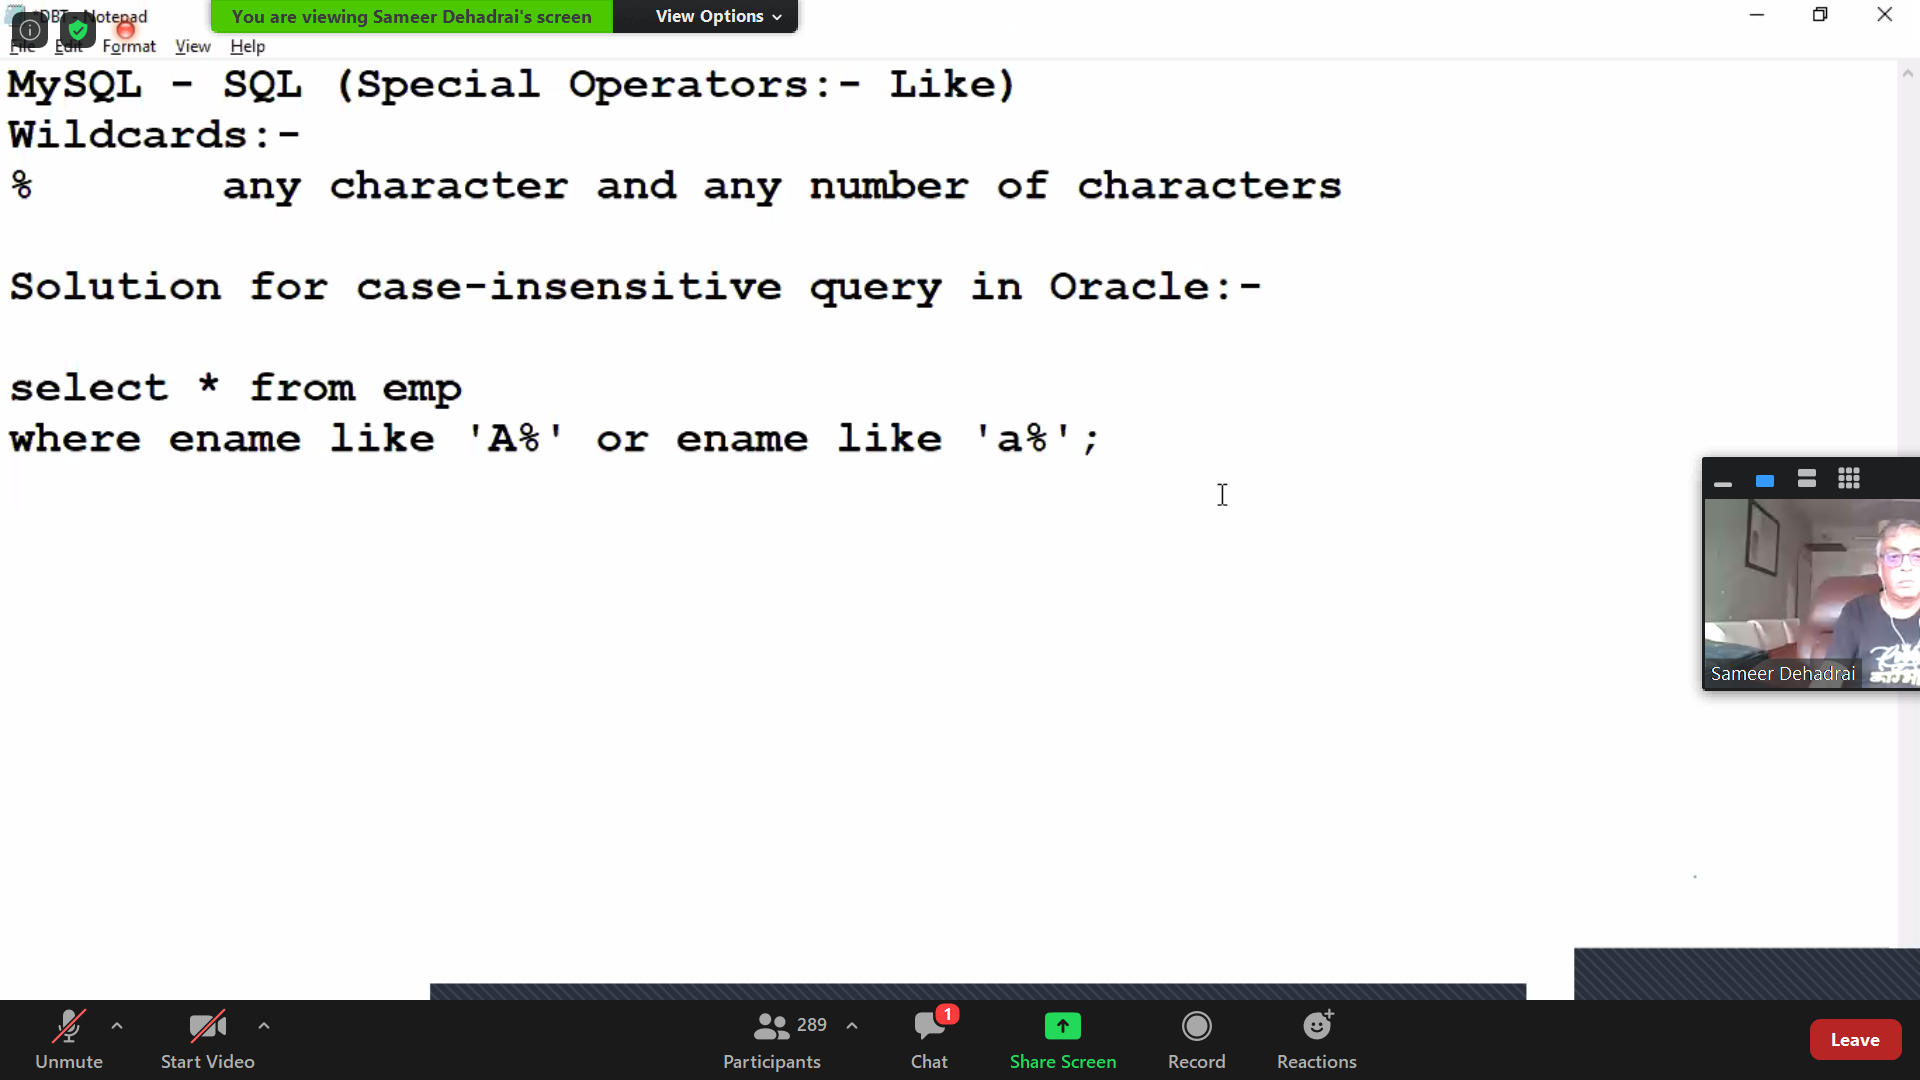 *DBT - Notepad
You are viewing Sameer Dehadrai's screen
View Options
File Edit Format View Help
MySQL - SQL (Special Operators:- Like)
Wildcards:-
% any character and any number of characters
Solution for case-insensitive query in Oracle:-
select * from emp
where ename like 'A%' or ename like 'a%';
Sameer Dehadrai
Unmute
Start Video
289
Participants
1
Chat
Share Screen
Record
Reactions
Leave